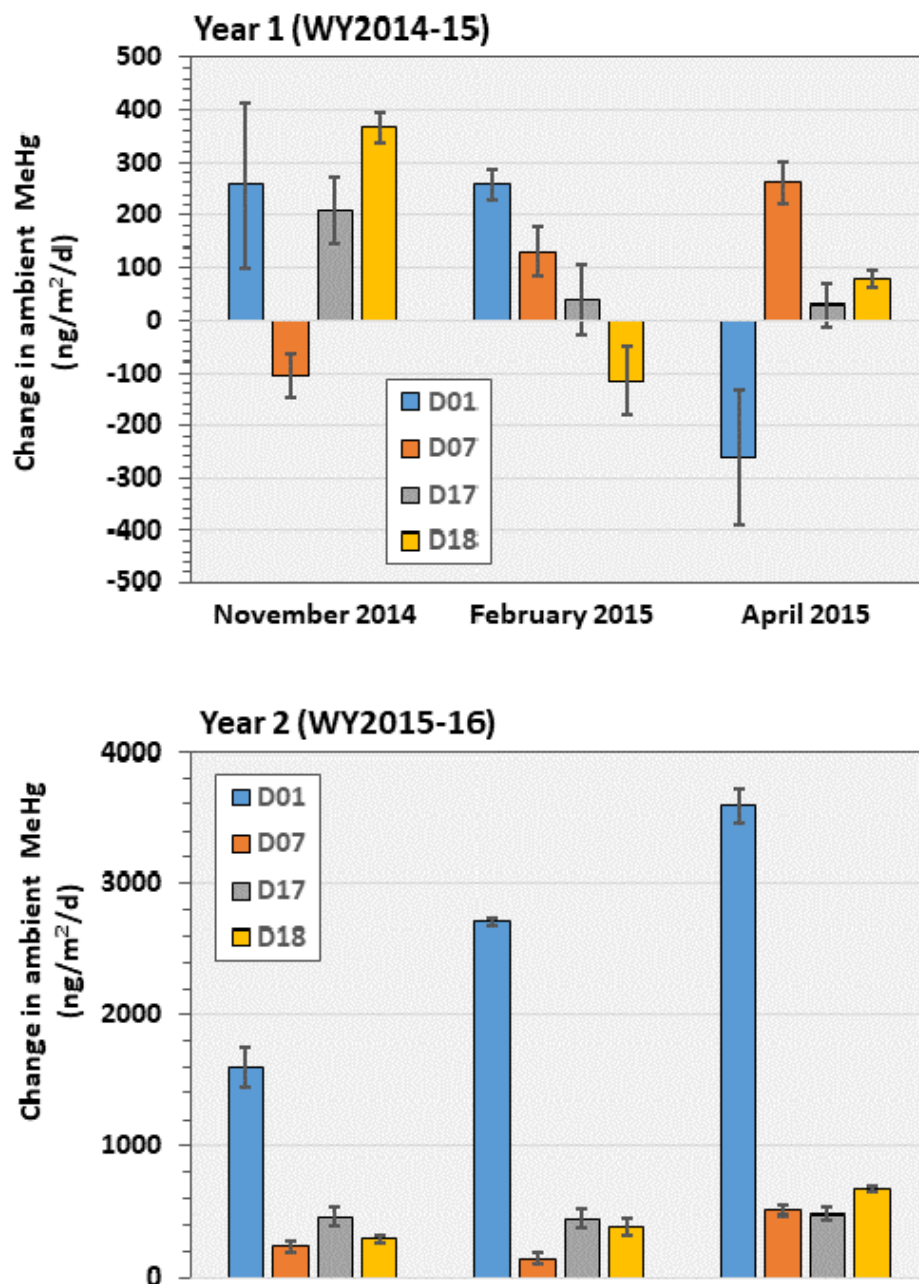 Year 1 (WY2014-15)
Change in ambient MeHg
(ng/m²/d)
500
400
300
200
100
0
-100
-200
-300
-400
-500
D01
D07
D17
D18
November 2014
February 2015
April 2015
Year 2 (WY2015-16)
Change in ambient MeHg
(ng/m²/d)
4000
3000
2000
1000
0
D01
D07
D17
D18